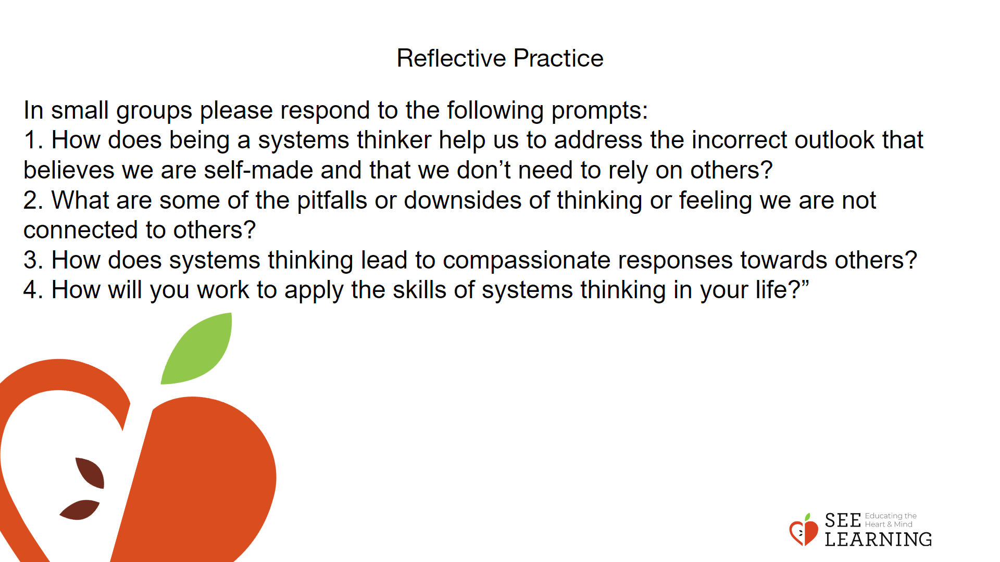 Reflective Practice
In small groups please respond to the following prompts:
1. How does being a systems thinker help us to address the incorrect outlook that
believes we are self-made and that we don’t need to rely on others?
2. What are some of the pitfalls or downsides of thinking or feeling we are not
connected to others?
3. How does systems thinking lead to compassionate responses towards others?
4. How will you work to apply the skills of systems thinking in your life?”
SEE
Educating the
Heart & Mind
LEARNING